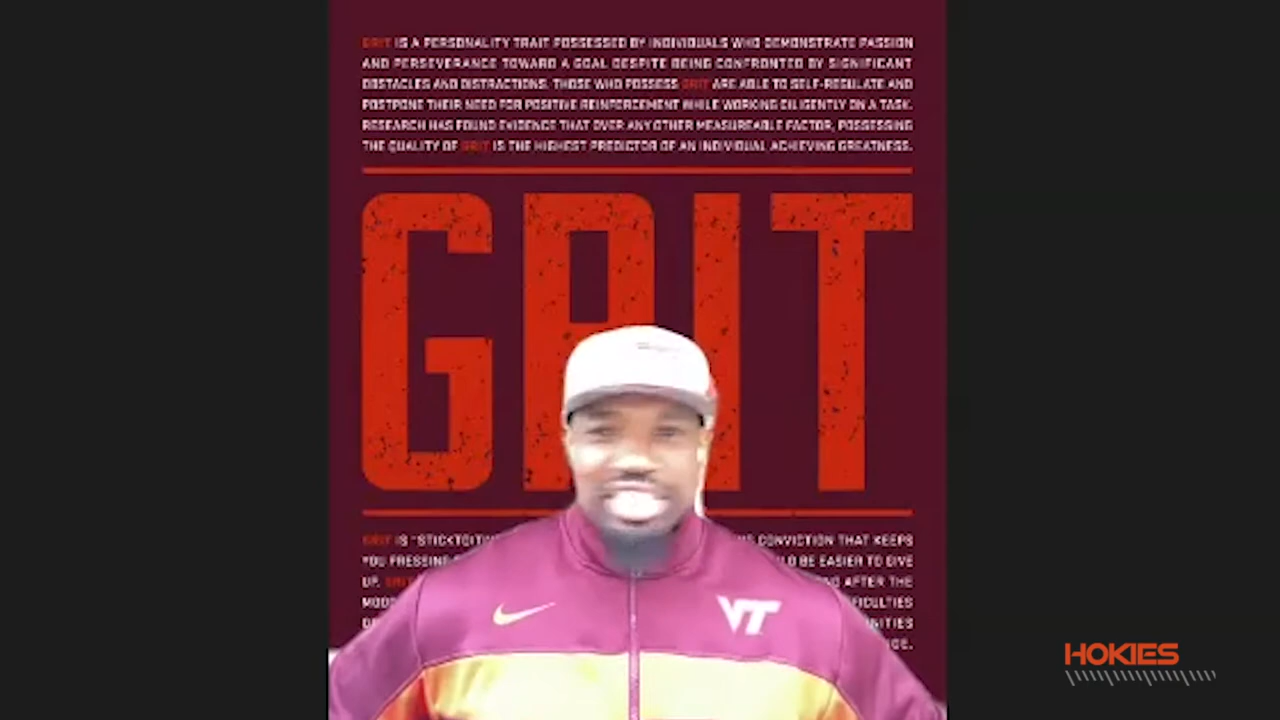 GRIT IS A PERSONALITY TRAIT POSSESSED BY INDIVIDUALS WHO DEMONSTRATE PASSION
AND PERSEVERANCE TOWARD A GOAL DESPITE BEING CONFRONTED BY SIGNIFICANT
OBSTACLES AND DISTRACTIONS. THOSE WHO POSSESS GRIT ARE ABLE TO SELF-REGULATE AND
POSTPONE THEIR NEED FOR POSITIVE REINFORCEMENT WHILE WORKING DILIGENTLY ON A TASK.
RESEARCH HAS FOUND EVIDENCE THAT OVER ANY OTHER MEASUREABLE FACTOR, POSSESSING
THE QUALITY OF GRIT IS THE HIGHEST PREDICTOR OF AN INDIVIDUAL ACHIEVING GREATNESS.
GRIT
GRIT IS "STICKTOITIV CONVICTION THAT KEEPS
YOU PRESSING BE EASIER TO GIVE
UP. GRIT AFTER THE
VT
HOKIES